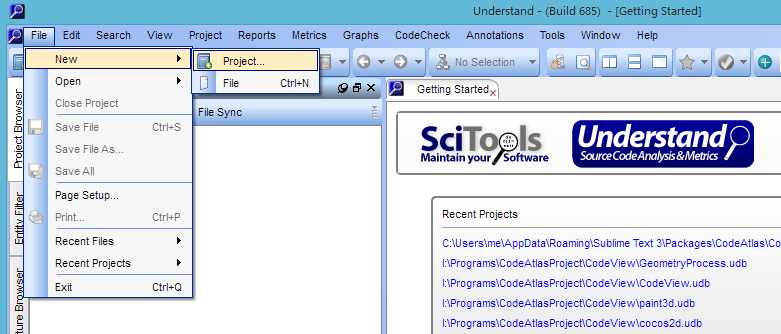 Understand - (Build 685) - [Getting Started]
File Edit Search View Project Reports Metrics Graphs CodeCheck Annotations Tools Window Help
New
Project...
No Selection
Open
File Ctrl+N
Close Project
Getting Started
Save File Ctrl+S
File Sync
Save File As...
Save All
Page Setup...
Print... Ctrl+P
Recent Files
Recent Projects
Exit Ctrl+Q
Project Browser
Entity Filter
ture Browser
SciTools
Maintain your Software
Understand
Source Code Analysis & Metrics
Recent Projects
C:\Users\me\AppData\Roaming\Sublime Text 3\Packages\CodeAtlas\Co
I:\Programs\CodeAtlasProject\CodeView\GeometryProcess.udb
I:\Programs\CodeAtlasProject\CodeView\CodeView.udb
I:\Programs\CodeAtlasProject\CodeView\paint3d.udb
I:\Programs\CodeAtlasProject\CodeView\cocos2d.udb